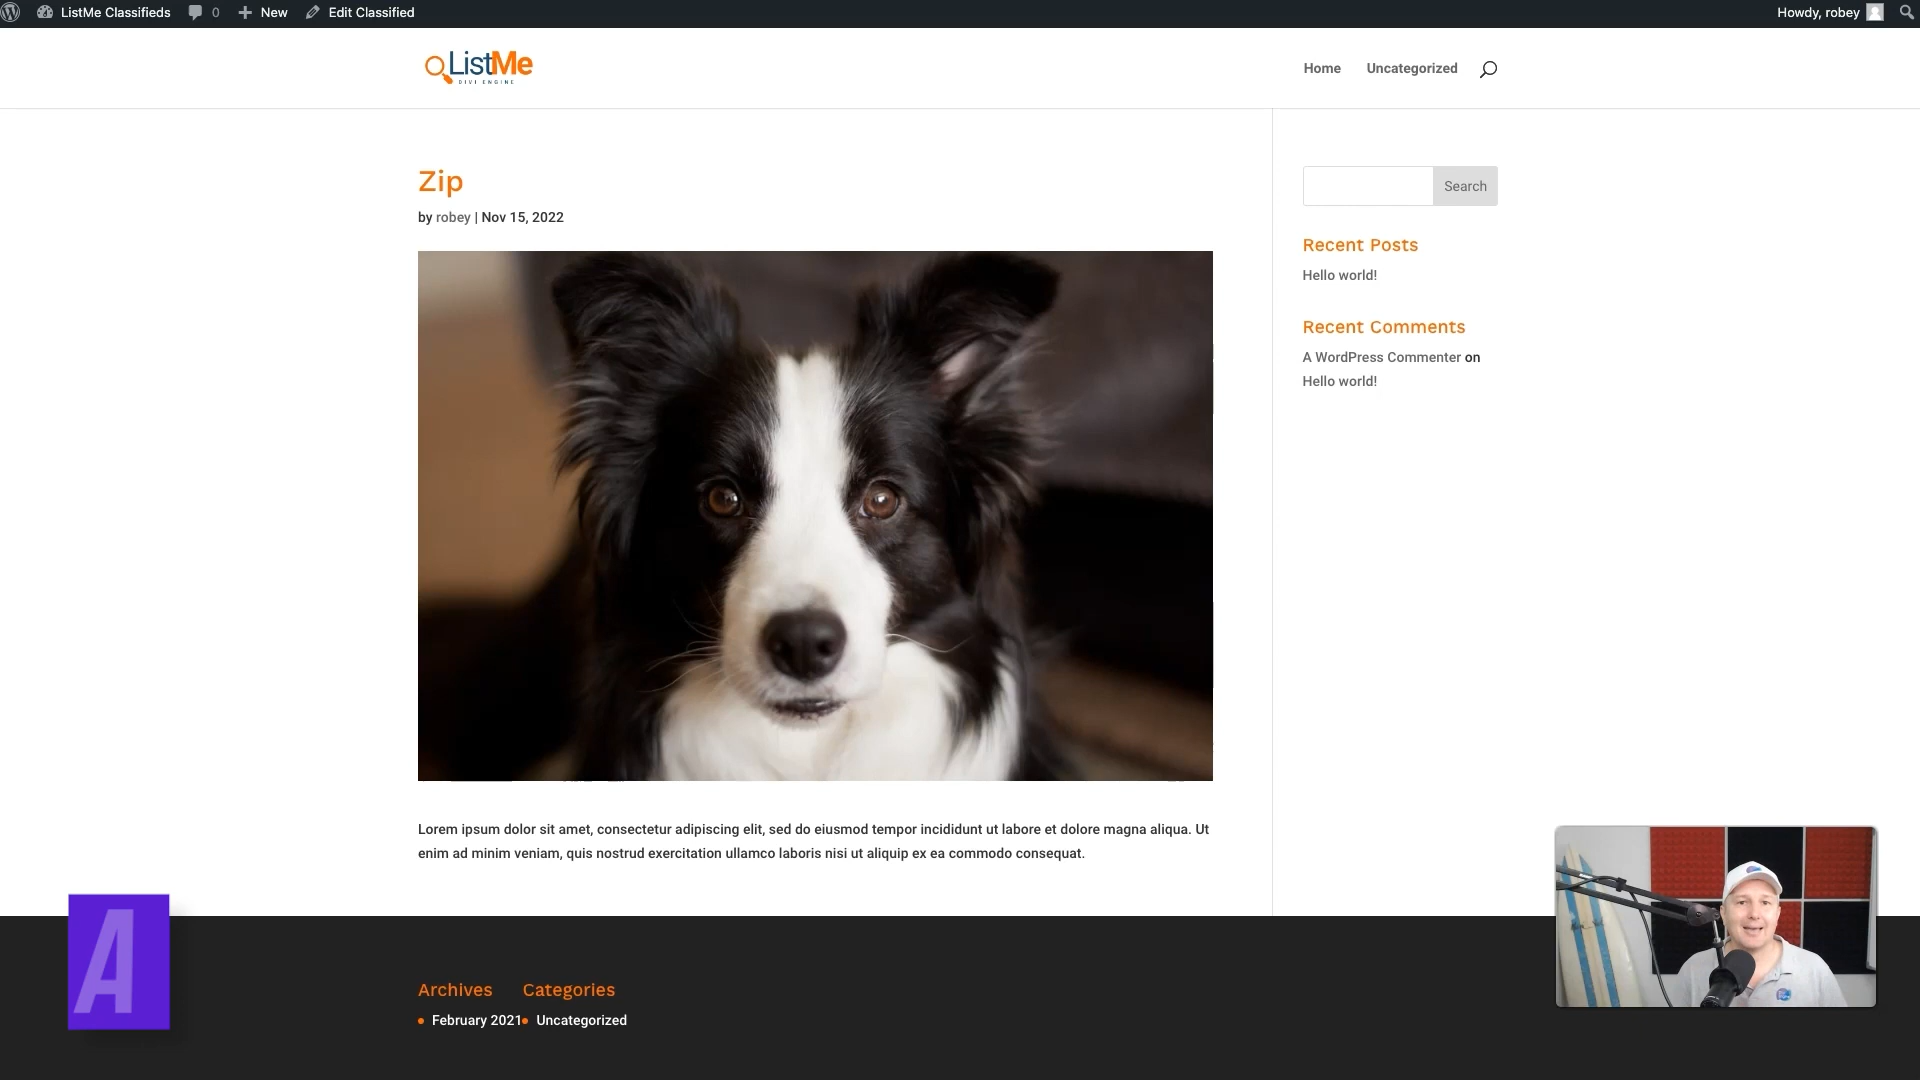 ListMe Classifieds
0
New
Edit Classified
Howdy, robey
ListMe
DIVI ENGINE
Home
Uncategorized
Zip
by robey | Nov 15, 2022
Search
Recent Posts
Hello world!
Recent Comments
A WordPress Commenter on
Hello world!
Lorem ipsum dolor sit amet, consectetur adipiscing elit, sed do eiusmod tempor incididunt ut labore et dolore magna aliqua. Ut
enim ad minim veniam, quis nostrud exercitation ullamco laboris nisi ut aliquip ex ea commodo consequat.
A
Archives
Categories
February 2021
Uncategorized